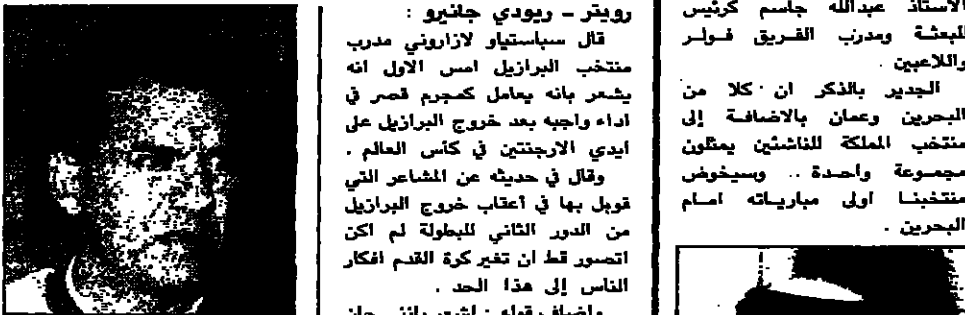 الاستاذ عبدالله جاسم كرئيس
للبعثة ومدرب الفريق فولر
واللاعبين .
الجدير بالذكر ان كلا من
البحرين وعمان بالاضافة إلى
منتخب المملكة للناشئين يمثلون
مجموعة واحدة .. وسيخوض
منتخبنا اولى مبارياته امام
البحرين .
رويتر ـ ريودي جانيرو :
قال سباستياو لازاروني مدرب
منتخب البرازيل امس الاول انه
يشعر بانه يعامل كمجرم قصر في
اداء واجبه بعد خروج البرازيل على
ايدي الارجنتين في كأس العالم .
وقال في حديثه عن المشاعر التي
قوبل بها في أعقاب خروج البرازيل
من الدور الثاني للبطولة لم اكن
اتصور قط ان تغير كرة القدم افكار
الناس إلى هذا الحد .
واضاف قوله :